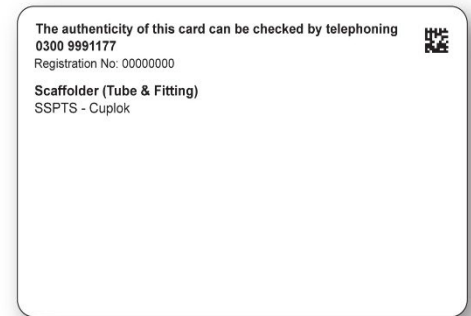 The authenticity of this card can be checked by telephoning
0300 9991177
Registration No: 00000000
Scaffolder (Tube & Fitting)
SSPTS - Cuplok